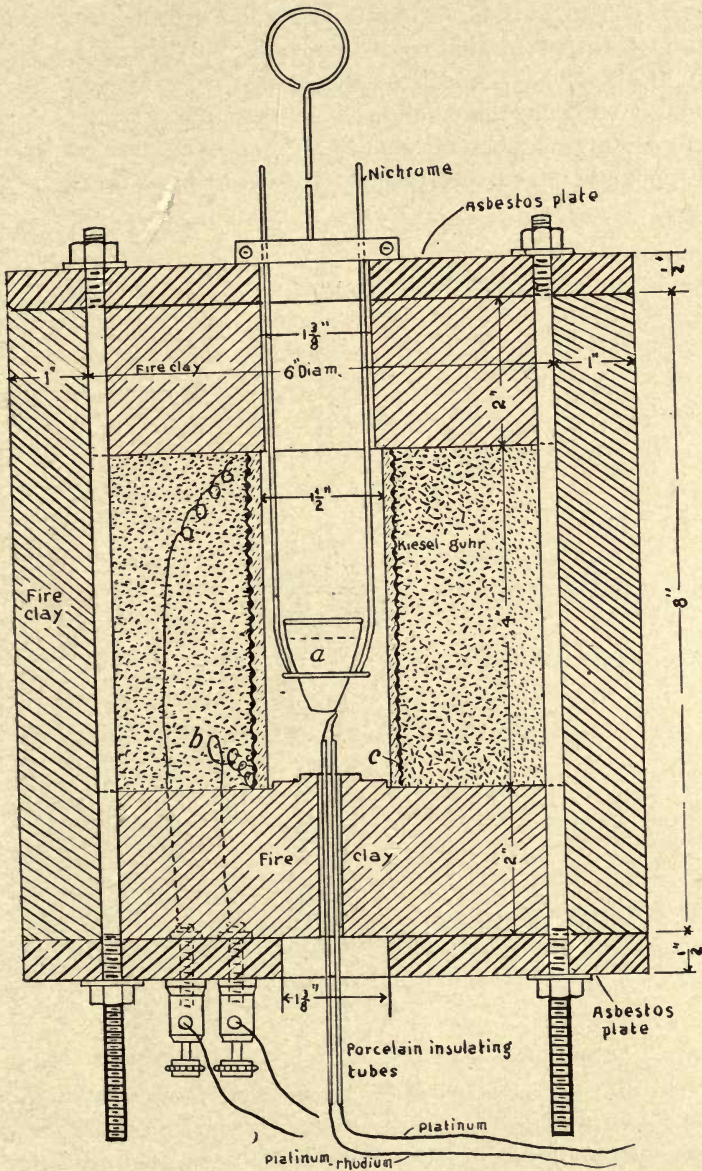 Nichrome
Asbestos plate
1/2"
1 3/8"
1"
Fire clay
6" Diam.
1"
2"
1 1/2"
Kiesel-guhr
Fire
clay
4"
8"
a
b
c
Fire clay
2"
1/2"
1 3/8"
Asbestos
plate
Porcelain insulating
tubes
Platinum
Platinum-rhodium